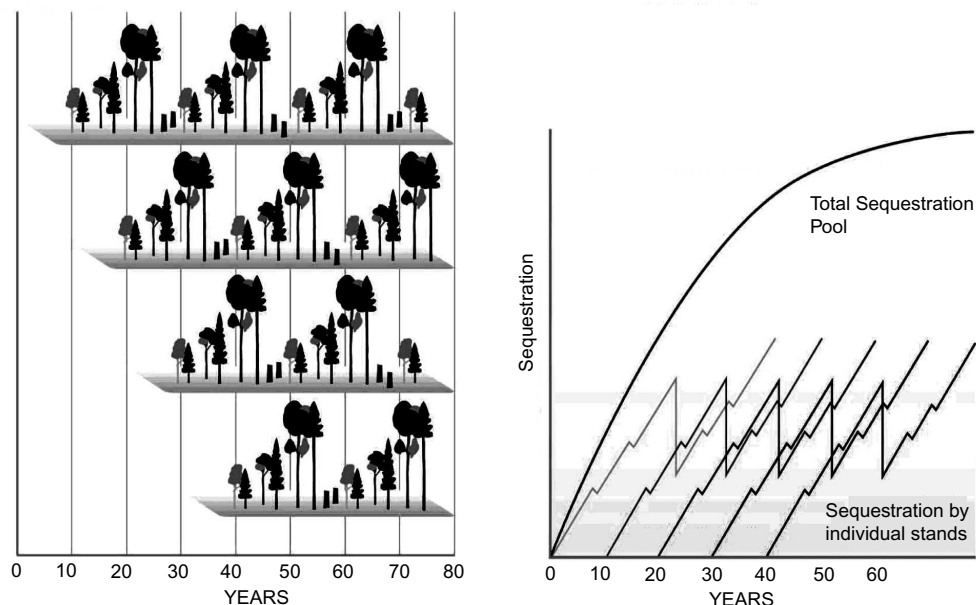 0 10 20 30 40 50 60 70 80
YEARS
Sequestration
Total Sequestration
Pool
Sequestration by
individual stands
0 10 20 30 40 50 60
YEARS